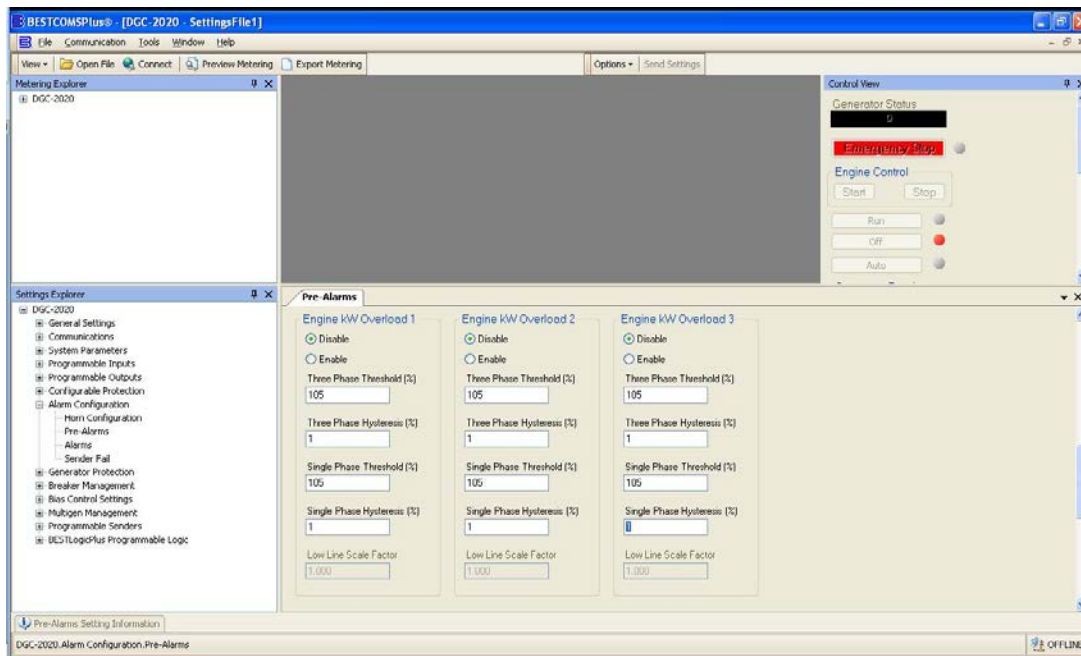 BESTCOMSPlus® - [DGC-2020 - SettingsFile1]
File Communication Tools Window Help
View Open File Connect Preview Metering Export Metering Options Send Settings
Metering Explorer
DGC-2020
Control View
Generator Status
Emergency Stop
Engine Control
Start Stop
Run
Off
Auto
Settings Explorer
DGC-2020
General Settings
Communications
System Parameters
Programmable Inputs
Programmable Outputs
Configurable Protection
Alarm Configuration
Horn Configuration
Pre-Alarms
Alarms
Sender Fail
Generator Protection
Breaker Management
Bias Control Settings
Multigen Management
Programmable Senders
BESTLogicPlus Programmable Logic
Pre-Alarms
Engine kW Overload 1
Disable
Enable
Three Phase Threshold (%)
105
Three Phase Hysteresis (%)
1
Single Phase Threshold (%)
105
Single Phase Hysteresis (%)
1
Low Line Scale Factor
1.000
Engine kW Overload 2
Disable
Enable
Three Phase Threshold (%)
105
Three Phase Hysteresis (%)
1
Single Phase Threshold (%)
105
Single Phase Hysteresis (%)
1
Low Line Scale Factor
1.000
Engine kW Overload 3
Disable
Enable
Three Phase Threshold (%)
105
Three Phase Hysteresis (%)
1
Single Phase Threshold (%)
105
Single Phase Hysteresis (%)
1
Low Line Scale Factor
1.000
Pre-Alarms Setting Information
DGC-2020.Alarm Configuration.Pre-Alarms
OFFLINE